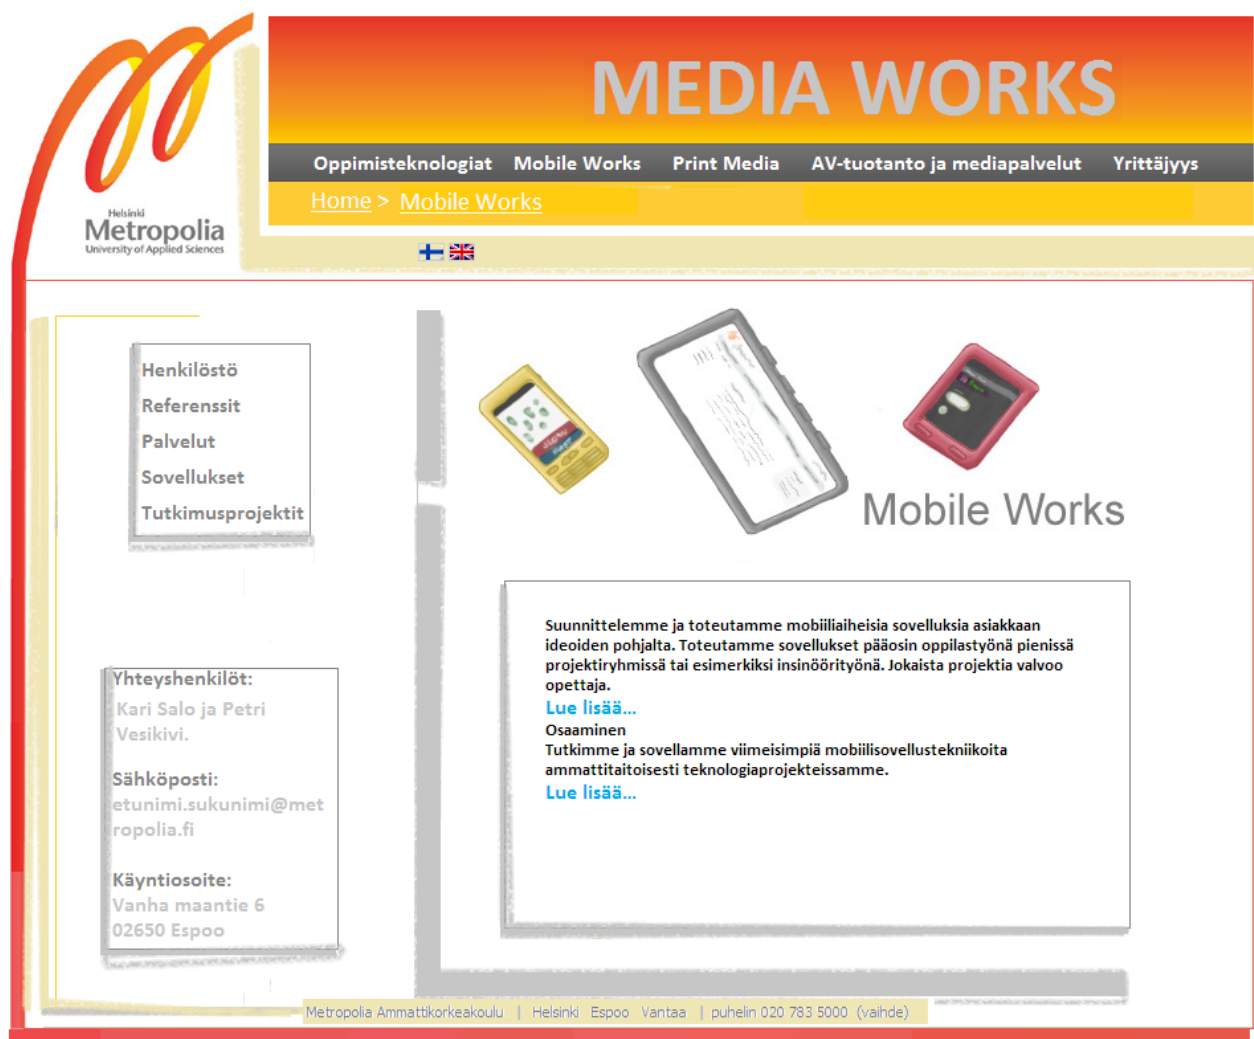 MEDIA WORKS
Oppimisteknologiat Mobile Works Print Media AV-tuotanto ja mediapalvelut Yrittäjyys
Home > Mobile Works
Helsinki
Metropolia
University of Applied Sciences
Henkilöstö
Referenssit
Palvelut
Sovellukset
Tutkimusprojektit
Mobile Works
Suunnittelemme ja toteutamme mobiiliaiheisia sovelluksia asiakkaan
ideoiden pohjalta. Toteutamme sovellukset pääosin oppilastyönä pienissä
projektiryhmissä tai esimerkiksi insinöörityönä. Jokaista projektia valvoo
opettaja.
Lue lisää...
Osaaminen
Tutkimme ja sovellamme viimeisimpiä mobiilisovellustekniikoita
ammattitaitoisesti teknologiaprojekteissamme.
Lue lisää...
Yhteyshenkilöt:
Kari Salo ja Petri
Vesikivi.
Sähköposti:
etunimi.sukunimi@met
ropolia.fi
Käyntiosoite:
Vanha maantie 6
02650 Espoo
Metropolia Ammattikorkeakoulu | Helsinki Espoo Vantaa | puhelin 020 783 5000 (vaihde)